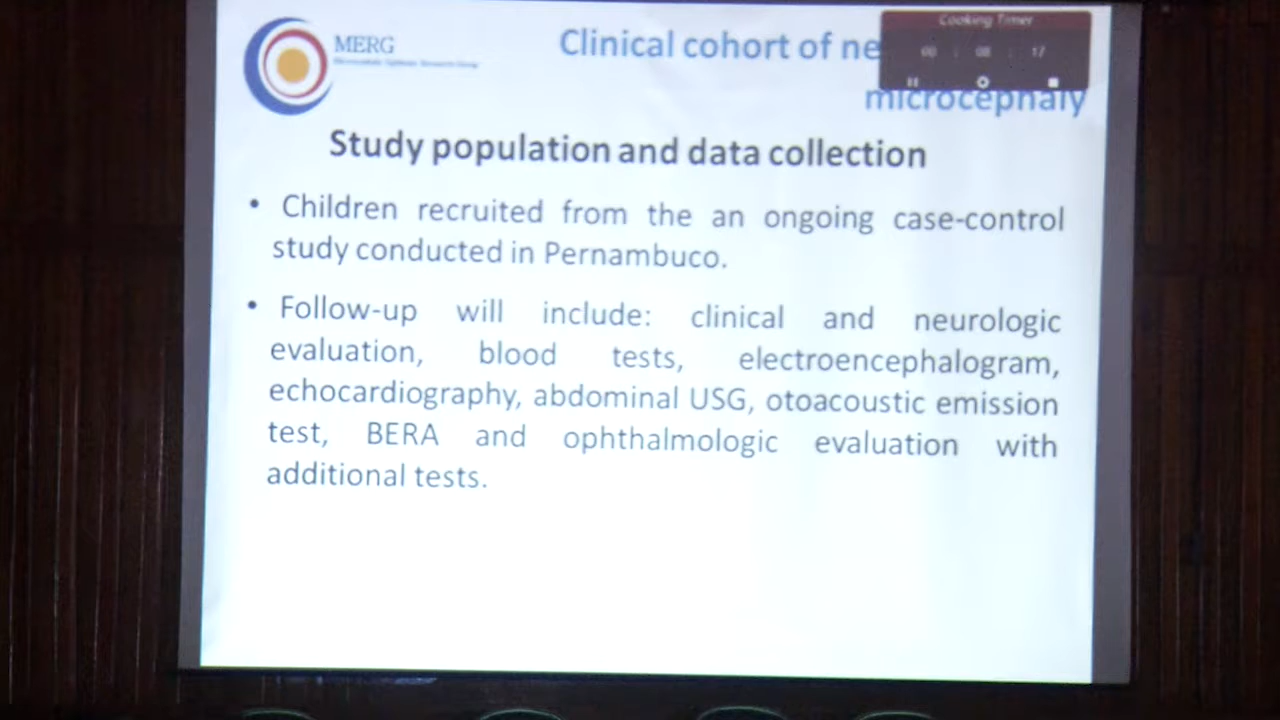 MERG
Clinical cohort of ne
microcephaly
Cooking Timer
Study population and data collection
• Children recruited from the an ongoing case-control
study conducted in Pernambuco.
• Follow-up will include: clinical and neurologic
evaluation, blood tests, electroencephalogram,
echocardiography, abdominal USG, otoacoustic emission
test, BERA and ophthalmologic evaluation with
additional tests.